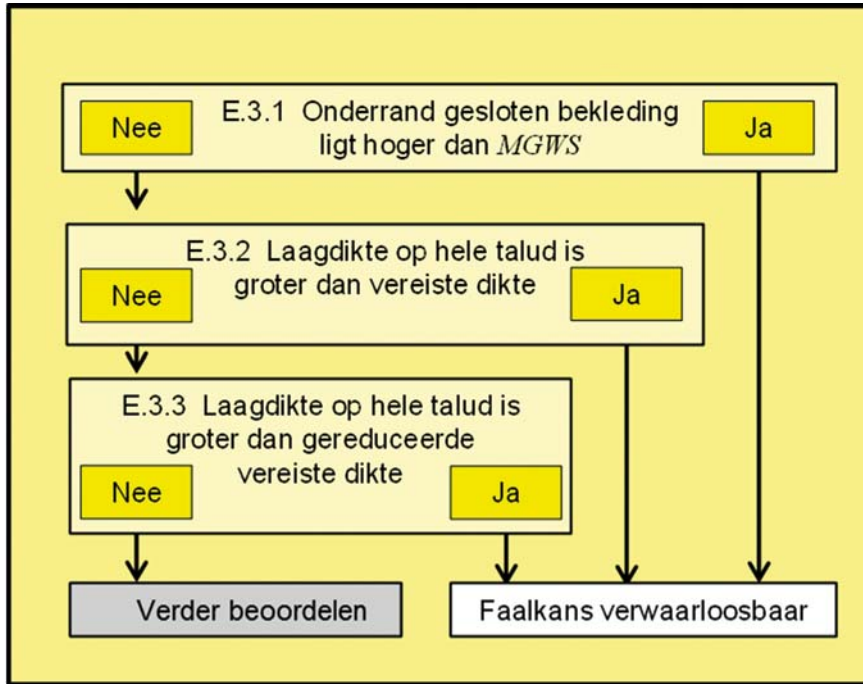 E.3.1 Onderrand gesloten bekleding
ligt hoger dan MGWS
Nee
Ja
E.3.2 Laagdikte op hele talud is
groter dan vereiste dikte
Nee
Ja
E.3.3 Laagdikte op hele talud is
groter dan gereduceerde
vereiste dikte
Nee
Ja
Verder beoordelen
Faalkans verwaarloosbaar